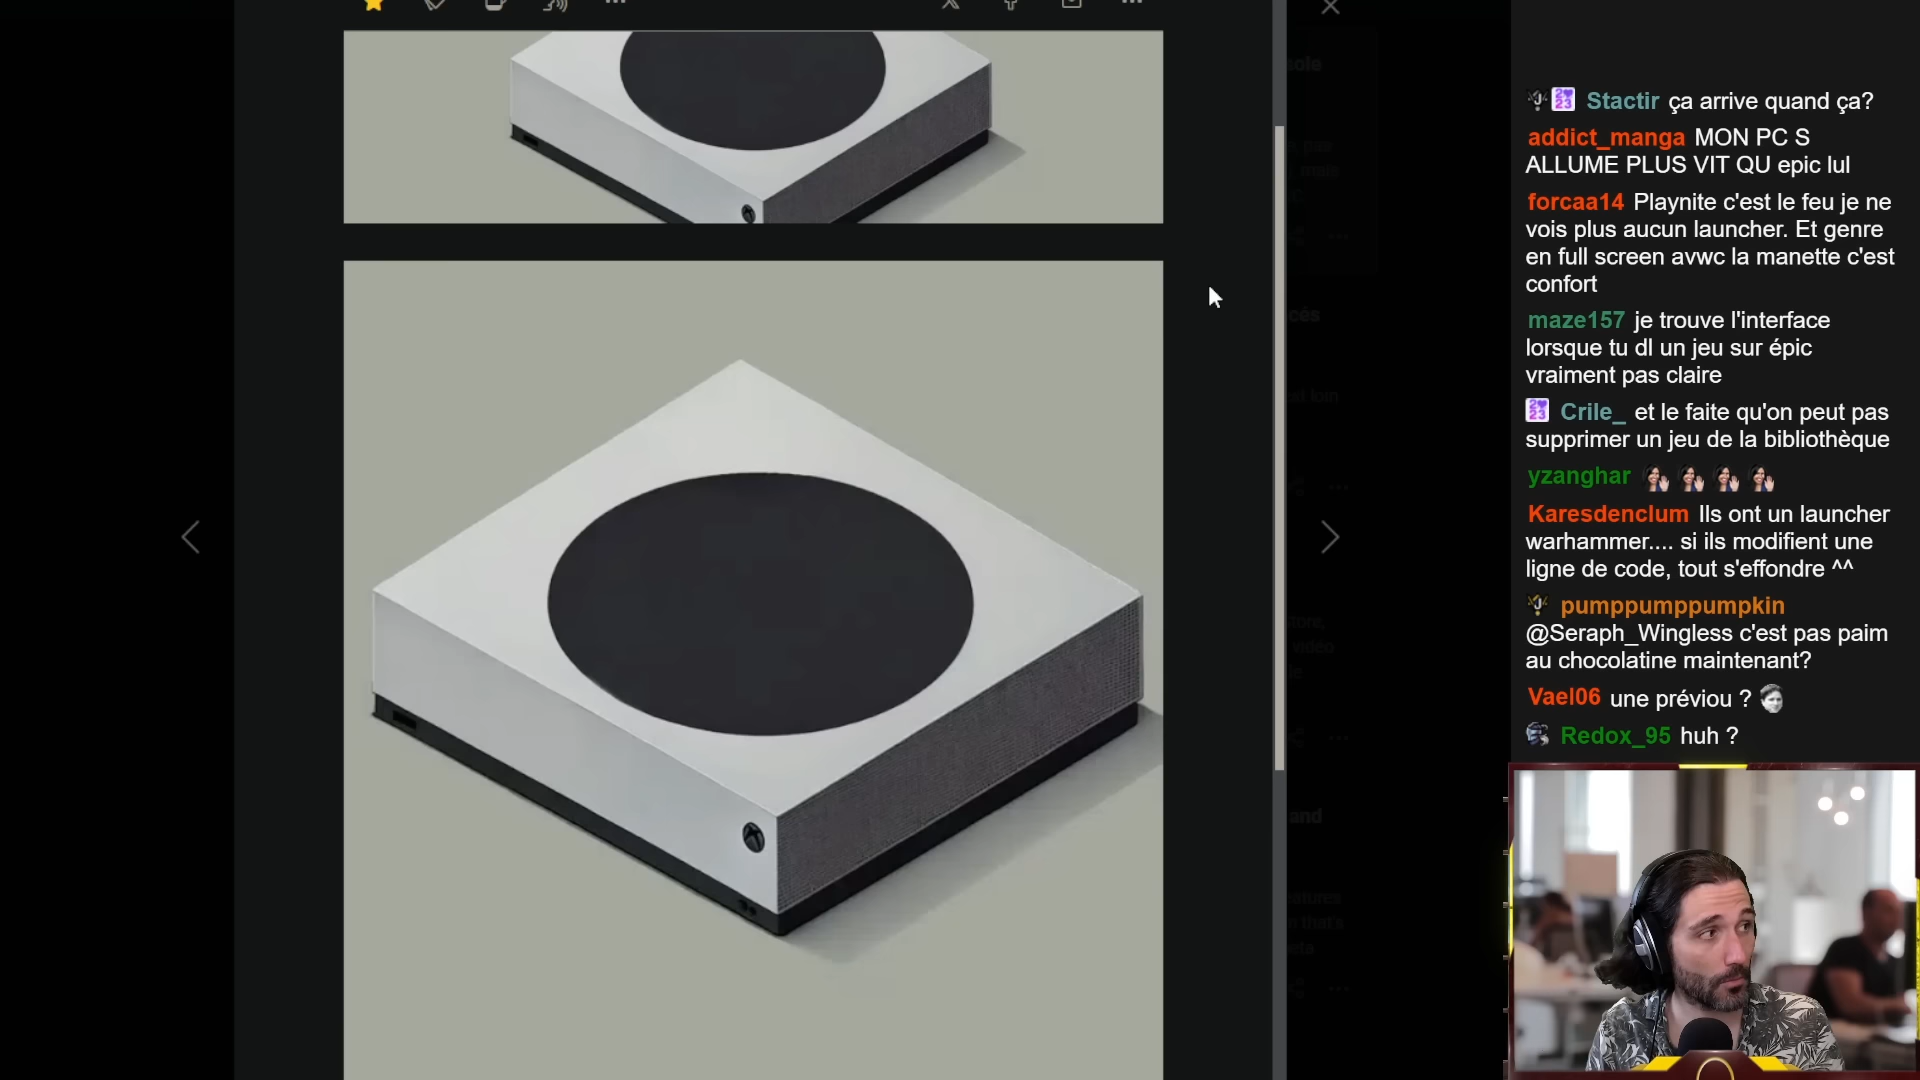 Stactir ça arrive quand ça?
addict_manga MON PC S
ALLUME PLUS VIT QU epic lul
forcaa14 Playnite c'est le feu je ne
vois plus aucun launcher. Et genre
en full screen avwc la manette c'est
confort
maze157 je trouve l'interface
lorsque tu dl un jeu sur épic
vraiment pas claire
Crile_ et le faite qu'on peut pas
supprimer un jeu de la bibliothèque
yzanghar
Karesdenclum Ils ont un launcher
warhammer.... si ils modifient une
ligne de code, tout s'effondre ^^
pumppumppumpkin
@Seraph_Wingless c'est pas paim
au chocolatine maintenant?
Vael06 une préviou ?
Redox_95 huh ?